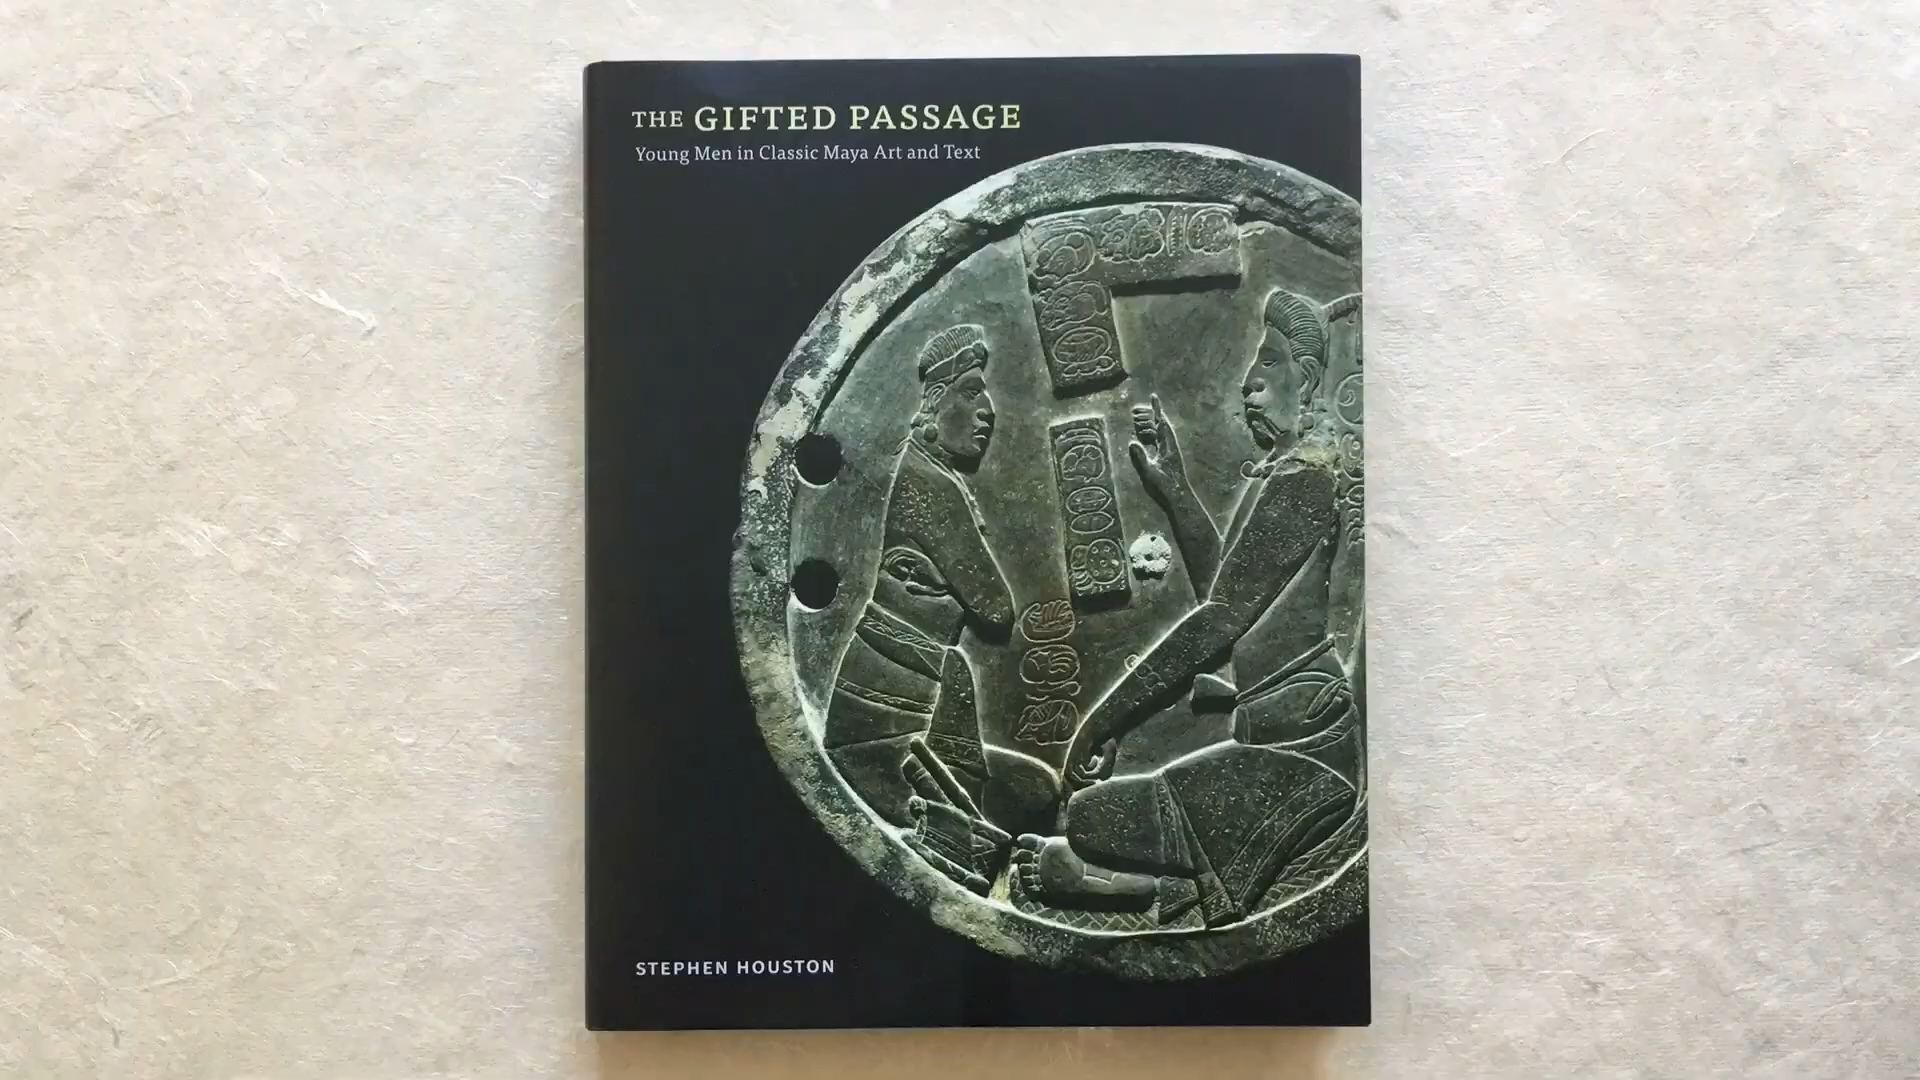 THE GIFTED PASSAGE
Young Men in Classic Maya Art and Text
STEPHEN HOUSTON